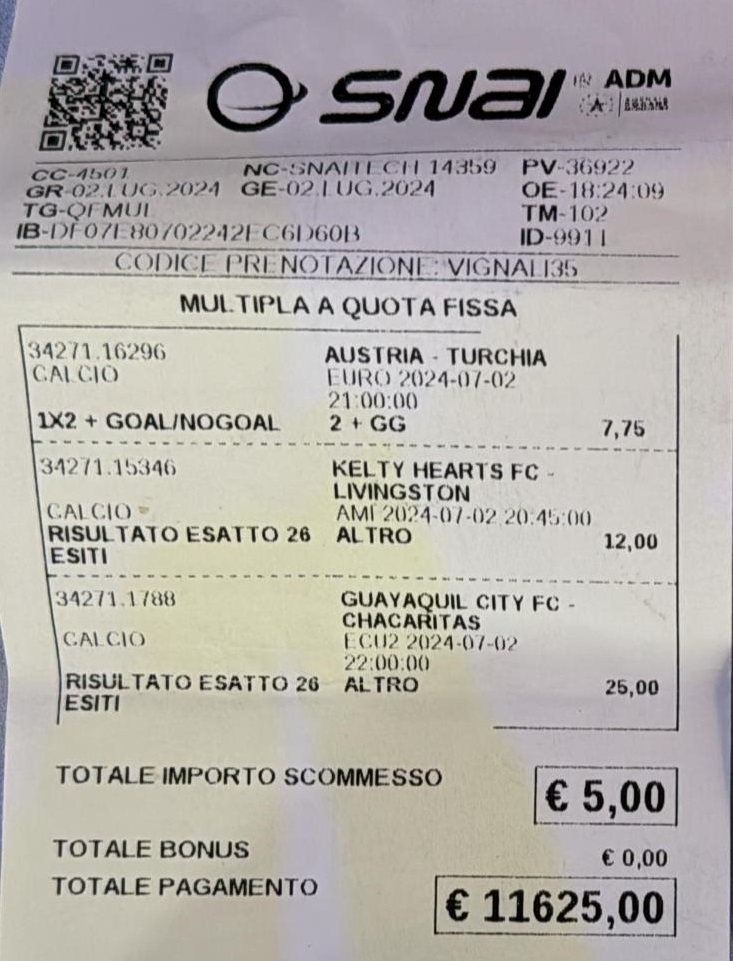 snai
ADM
CC-4501 NC-SNAITECH 14359 PV-36922
GR-02.LUG.2024 GE-02.LUG.2024 OE-18:24:09
TG-QFMUI TM-102
IB-DF07E80702242FC6D60B ID-9911
CODICE PRENOTAZIONE: VIGNALI35
MULTIPLA A QUOTA FISSA
34271.16296 AUSTRIA - TURCHIA
CALCIO EURO 2024-07-02
21:00:00
1X2 + GOAL/NOGOAL 2 + GG 7,75
34271.15346 KELTY HEARTS FC -
LIVINGSTON
CALCIO AMI 2024-07-02 20:45:00
RISULTATO ESATTO 26 ALTRO 12,00
ESITI
34271.1788 GUAYAQUIL CITY FC -
CHACARITAS
CALCIO ECU2 2024-07-02
22:00:00
RISULTATO ESATTO 26 ALTRO 25,00
ESITI
TOTALE IMPORTO SCOMMESSO € 5,00
TOTALE BONUS € 0,00
TOTALE PAGAMENTO € 11625,00